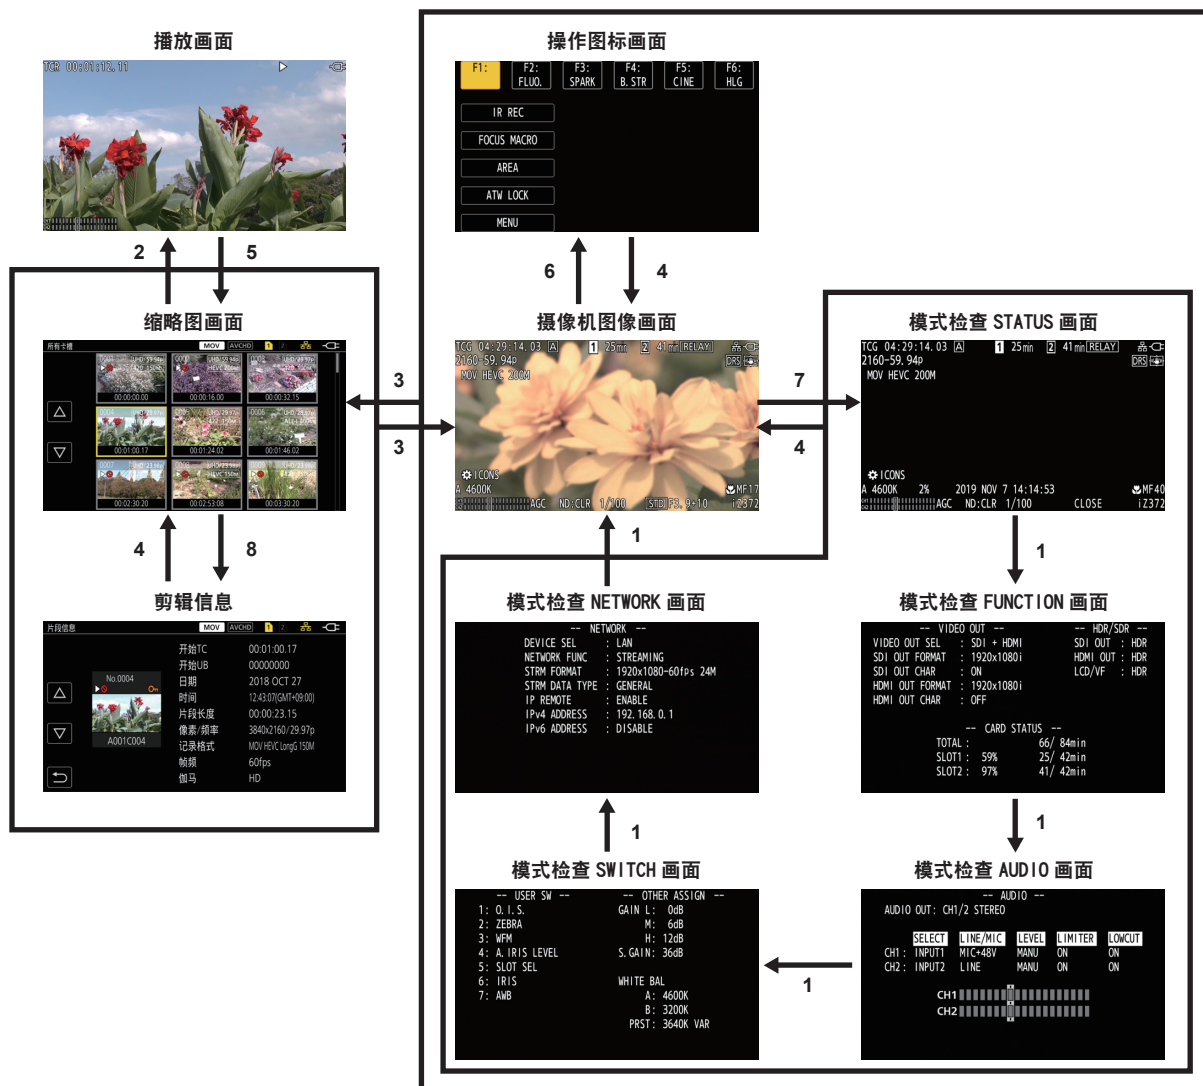 播放画面
TCR 00:01:12.11
2
5
缩略图画面
所有卡槽 MOV AVCHD 1 2
0004
00:00:00.00 00:00:16.00 00:00:32.15
00:01:00.17 00:01:24.02 00:01:46.02
00:02:30:20 00:02:53:08 00:03:30:20
4
8
剪辑信息
片段信息 MOV AVCHD 1 2
No.0004
A001C004
开始TC 00:01:00.17
开始UB 00000000
日期 2018 OCT 27
时间 12:43:07(GMT+09:00)
片段长度 00:00:23.15
像素/频率 3840x2160/29.97p
记录格式 MOV HEVC LongG 150M
帧频 60fps
伽马 HD
3
3
操作图标画面
F1: F2: F3: F4: F5: F6:
FLUO. SPARK B.STR CINE HLG
IR REC
FOCUS MACRO
AREA
ATW LOCK
MENU
6
4
摄像机图像画面
TCG 04:29:14.03 A 1 25min 2 41min RELAY
2160-59.94p
MOV HEVC 200M
ICONS
A 4600K MF17
CH1
CH2 AGC ND:CLR 1/100 STD F3.9+10 iZ372
7
4
模式检查 STATUS 画面
TCG 04:29:14.03 A 1 25min 2 41min RELAY
2160-59.94p DRS
MOV HEVC 200M
ICONS
A 4600K 2% 2019 NOV 7 14:14:53 MF40
CH1
CH2 AGC ND:CLR 1/100 CLOSE iZ372
1
模式检查 FUNCTION 画面
-- VIDEO OUT -- -- HDR/SDR --
VIDEO OUT SEL : SDI + HDMI SDI OUT : HDR
SDI OUT FORMAT : 1920x1080i HDMI OUT : HDR
SDI OUT CHAR : ON LCD/VF : HDR
HDMI OUT FORMAT : 1920x1080i
HDMI OUT CHAR : OFF
-- CARD STATUS --
TOTAL : 66/ 84min
SLOT1 : 59% 25/ 42min
SLOT2 : 97% 41/ 42min
1
模式检查 AUDIO 画面
-- AUDIO --
AUDIO OUT: CH1/2 STEREO
SELECT LINE/MIC LEVEL LIMITER LOWCUT
CH1: INPUT1 MIC+48V MANU ON ON
CH2: INPUT2 LINE MANU ON ON
CH1
CH2
1
模式检查 SWITCH 画面
-- USER SW -- -- OTHER ASSIGN --
1: O.I.S. GAIN L: 0dB
2: ZEBRA M: 6dB
3: WFM H: 12dB
4: A.IRIS LEVEL S.GAIN: 36dB
5: SLOT SEL
6: IRIS WHITE BAL
7: AWB A: 4600K
B: 3200K
PRST: 3640K VAR
1
模式检查 NETWORK 画面
-- NETWORK --
DEVICE SEL : LAN
NETWORK FUNC : STREAMING
STRM FORMAT : 1920x1080-60fps 24M
STRM DATA TYPE : GENERAL
IP REMOTE : ENABLE
IPv4 ADDRESS : 192.168.0.1
IPv6 ADDRESS : DISABLE
1